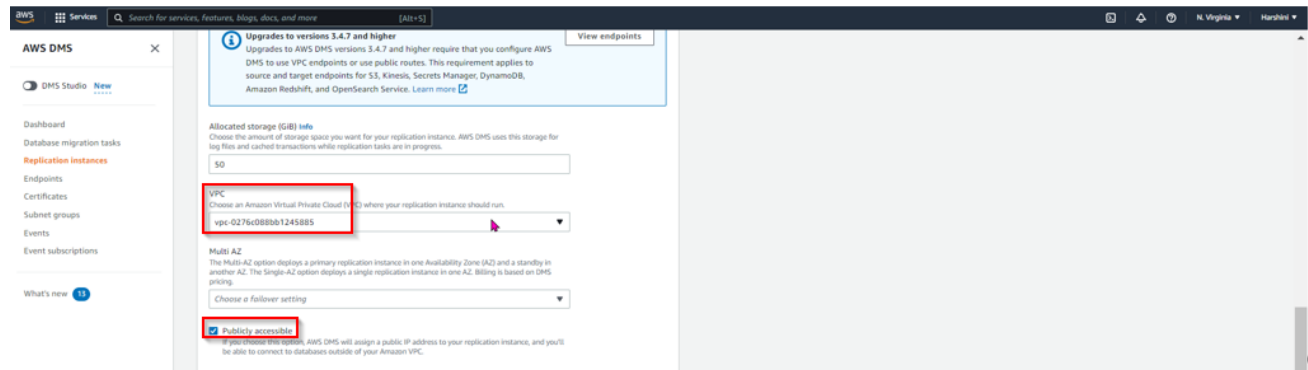 aws Services Search for services, features, blogs, docs, and more [Alt+S] N. Virginia Harshini
AWS DMS
DMS Studio New
Dashboard
Database migration tasks
Replication instances
Endpoints
Certificates
Subnet groups
Events
Event subscriptions
What's new 13
Upgrades to versions 3.4.7 and higher
Upgrades to AWS DMS versions 3.4.7 and higher require that you configure AWS
DMS to use VPC endpoints or use public routes. This requirement applies to
source and target endpoints for S3, Kinesis, Secrets Manager, DynamoDB,
Amazon Redshift, and OpenSearch Service. Learn more
View endpoints
Allocated storage (GiB) Info
Choose the amount of storage space you want for your replication instance. AWS DMS uses this storage for
log files and cached transactions while replication tasks are in progress.
50
VPC
Choose an Amazon Virtual Private Cloud (VPC) where your replication instance should run.
vpc-0276c088bb1245885
Multi AZ
The Multi-AZ option deploys a primary replication instance in one Availability Zone (AZ) and a standby in
another AZ. The Single-AZ option deploys a single replication instance in one AZ. Billing is based on DMS
pricing.
Choose a failover setting
Publicly accessible
If you choose this option, AWS DMS will assign a public IP address to your replication instance, and you'll
be able to connect to databases outside of your Amazon VPC.